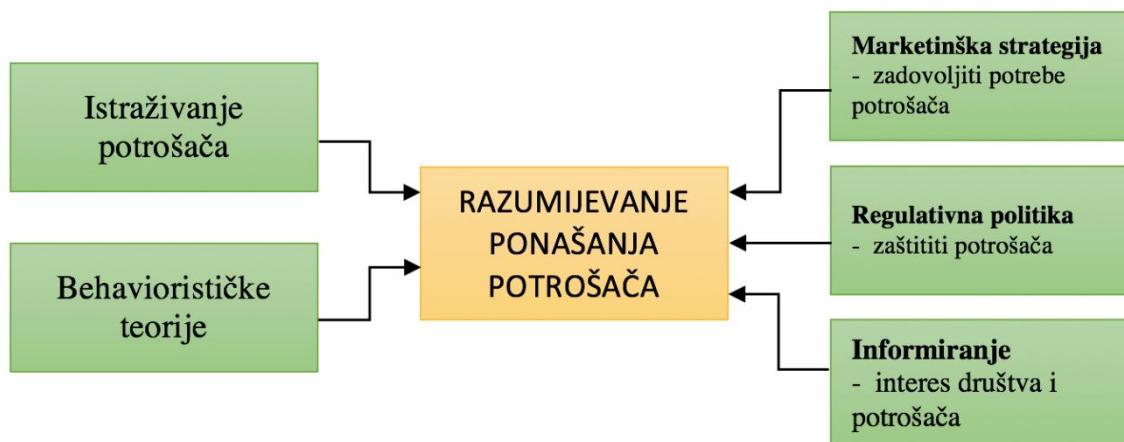 Istraživanje
potrošača
Behaviorističke
teorije
RAZUMIJEVANJE
PONAŠANJA
POTROŠAČA
Marketinška strategija
- zadovoljiti potrebe
potrošača
Regulativna politika
- zaštititi potrošača
Informiranje
- interes društva i
potrošača